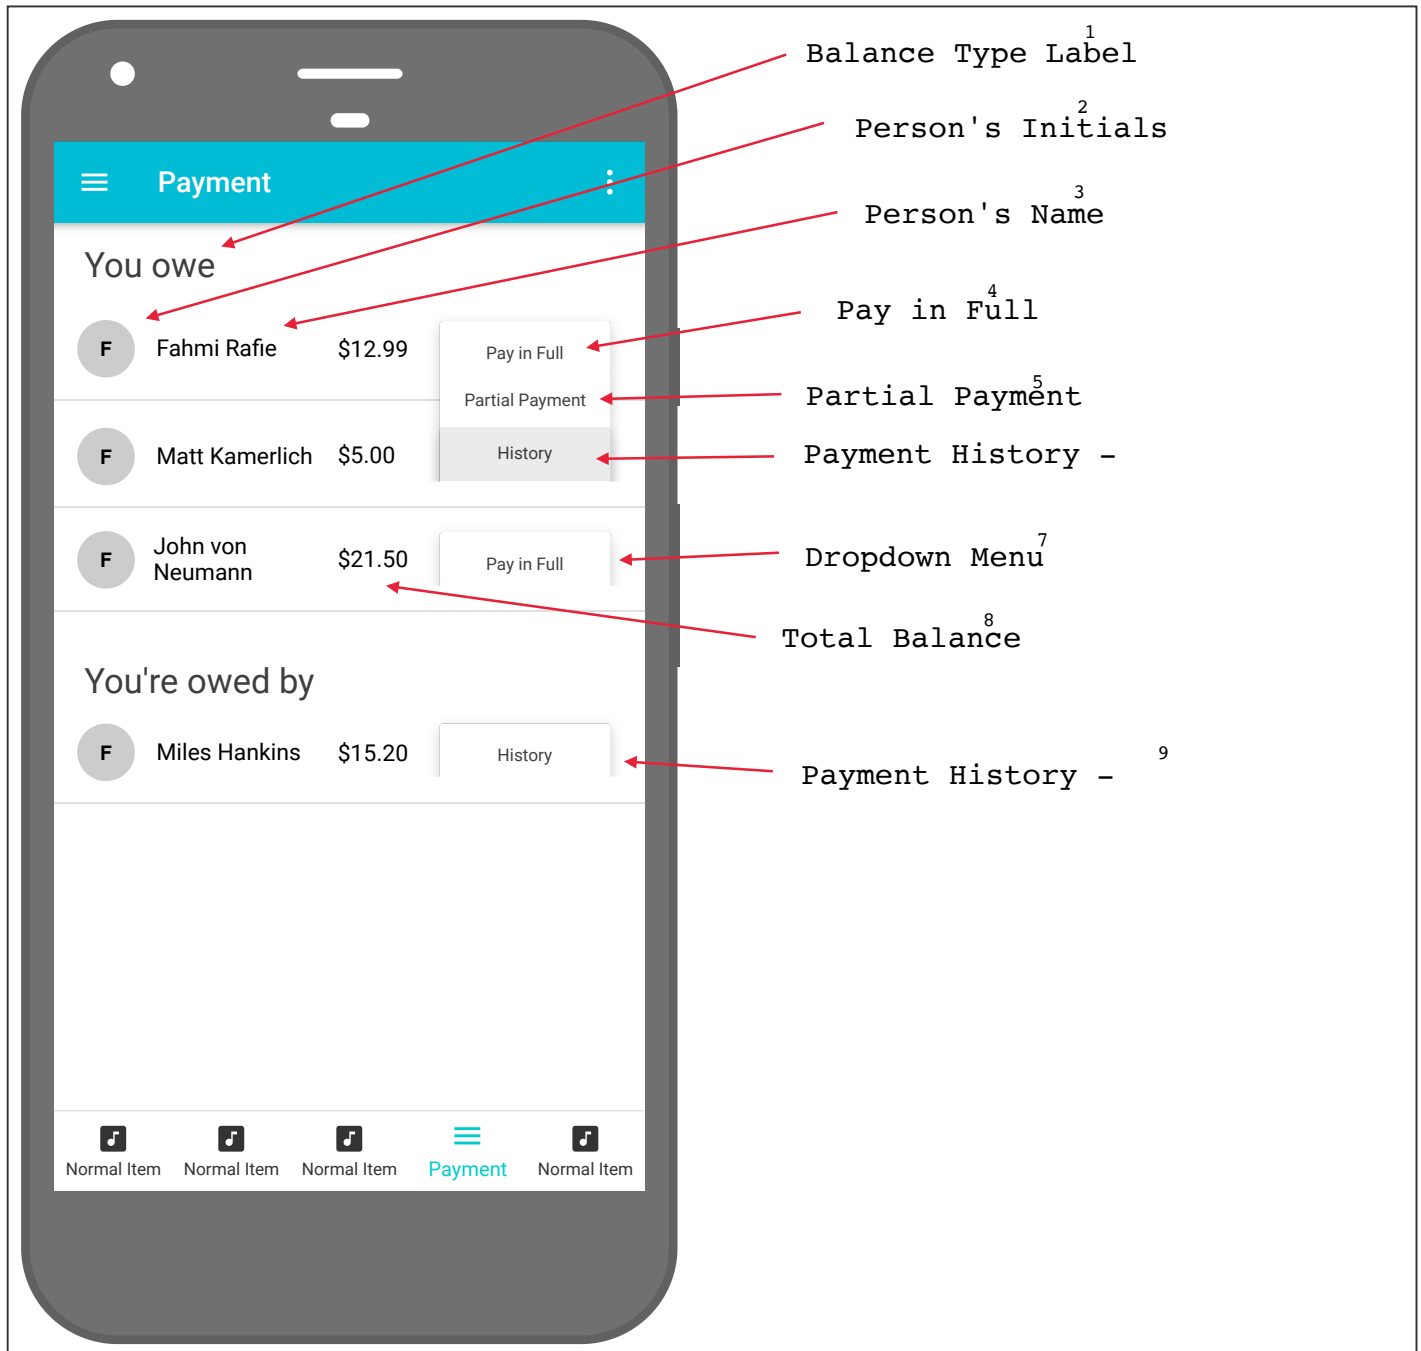 Balance Type Label 1
Person's Initials 2
Person's Name 3
Pay in Full 4
Partial Payment 5
Payment History –
Dropdown Menu 7
Total Balance 8
Payment History – 9
Payment
You owe
F Fahmi Rafie $12.99 Pay in Full
Partial Payment
F Matt Kamerlich $5.00 History
F John von
Neumann $21.50 Pay in Full
You're owed by
F Miles Hankins $15.20 History
Normal Item Normal Item Normal Item Payment Normal Item